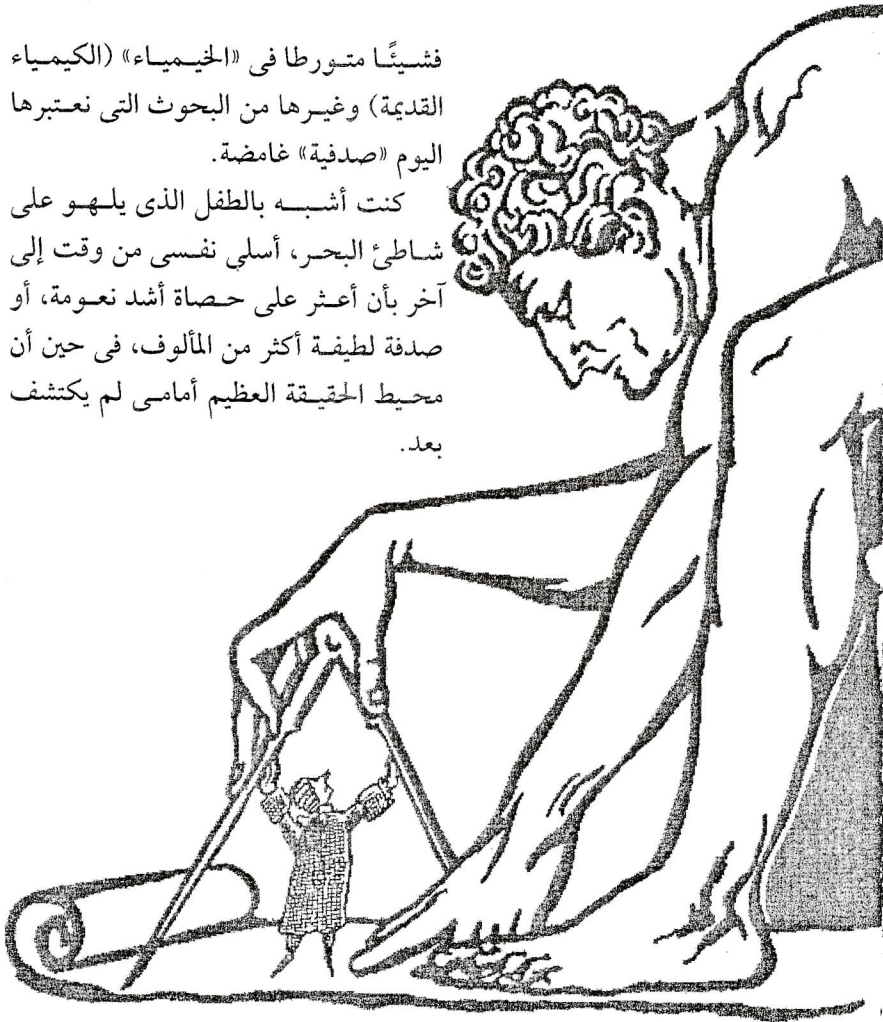 فشيئًا متورطا فى «الخيمياء» (الكيمياء
القديمة) وغيرها من البحوث التى نعتبرها
اليوم «صدفية» غامضة.
كنت أشبه بالطفل الذى يلهو على
شاطئ البحر، أسلى نفسى من وقت إلى
آخر بأن أعثر على حصاة أشد نعومة، أو
صدفة لطيفة أكثر من المألوف، فى حين أن
محيط الحقيقة العظيم أمامى لم يكتشف
بعد.